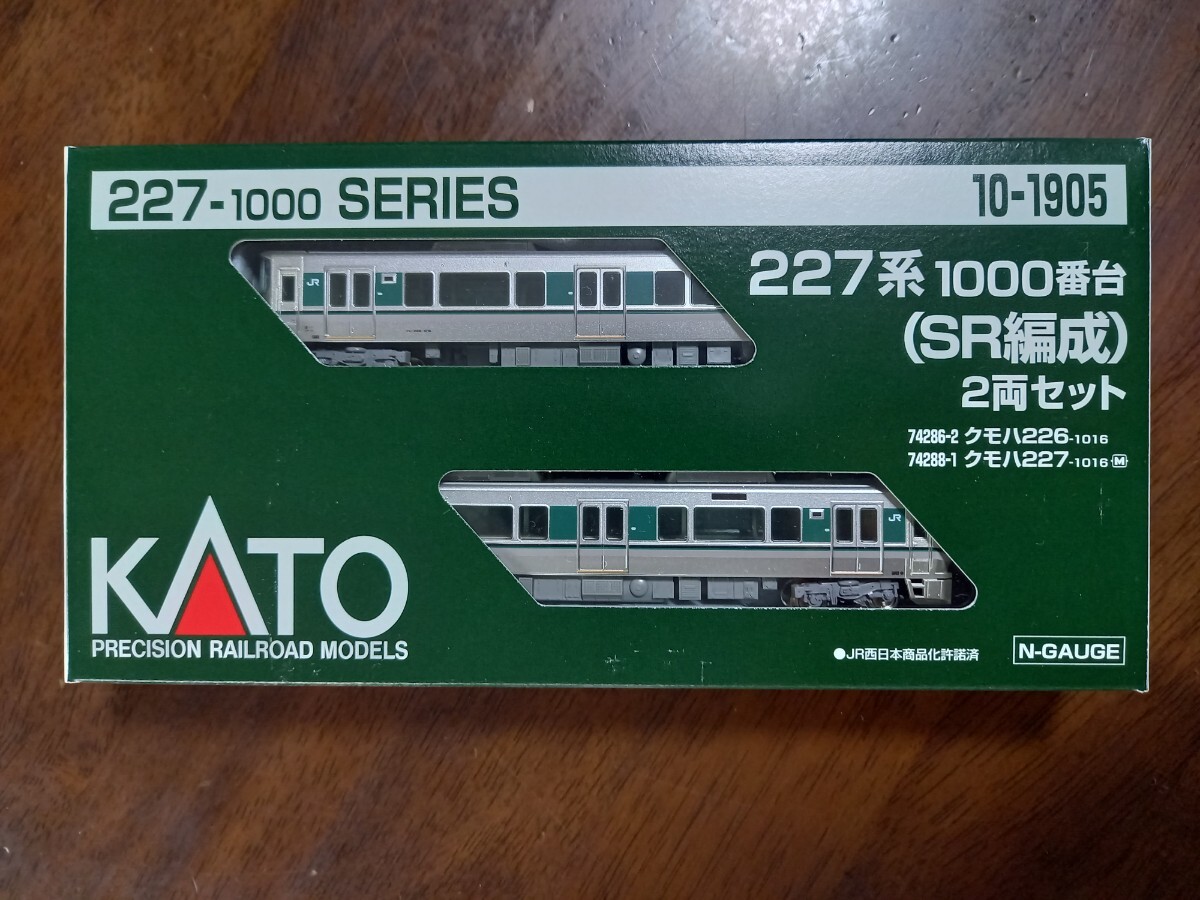 227-1000 SERIES
10-1905
227系 1000番台
(SR編成)
2両セット
74286-2 クモハ226-1016
74288-1 クモハ227-1016 M
JR
JR
KATO
PRECISION RAILROAD MODELS
●JR西日本商品化許諾済
N-GAUGE